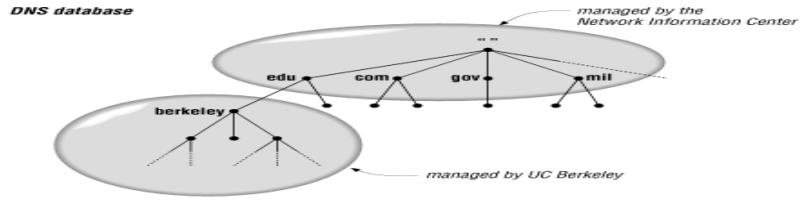 DNS database
managed by the
Network Information Center
" "
edu com gov mil
berkeley
managed by UC Berkeley